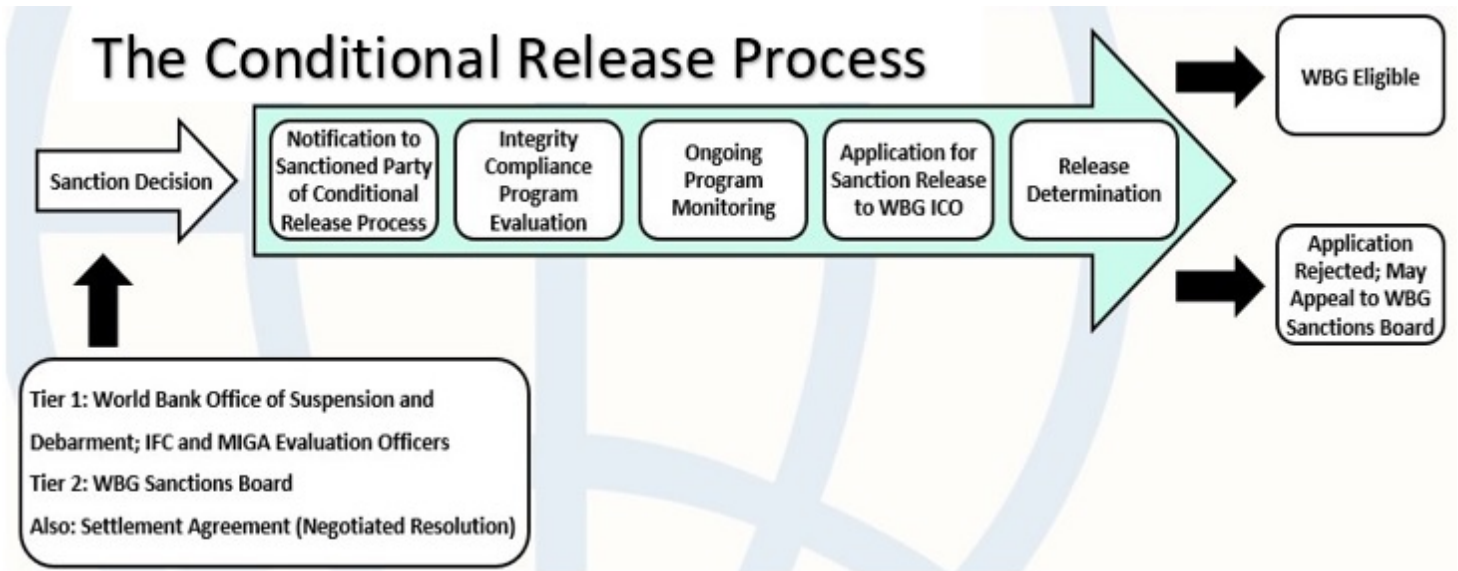 The Conditional Release Process
Sanction Decision
Notification to
Sanctioned Party
of Conditional
Release Process
Integrity
Compliance
Program
Evaluation
Ongoing
Program
Monitoring
Application for
Sanction Release
to WBG ICO
Release
Determination
WBG Eligible
Application
Rejected; May
Appeal to WBG
Sanctions Board
Tier 1: World Bank Office of Suspension and
Debarment; IFC and MIGA Evaluation Officers
Tier 2: WBG Sanctions Board
Also: Settlement Agreement (Negotiated Resolution)